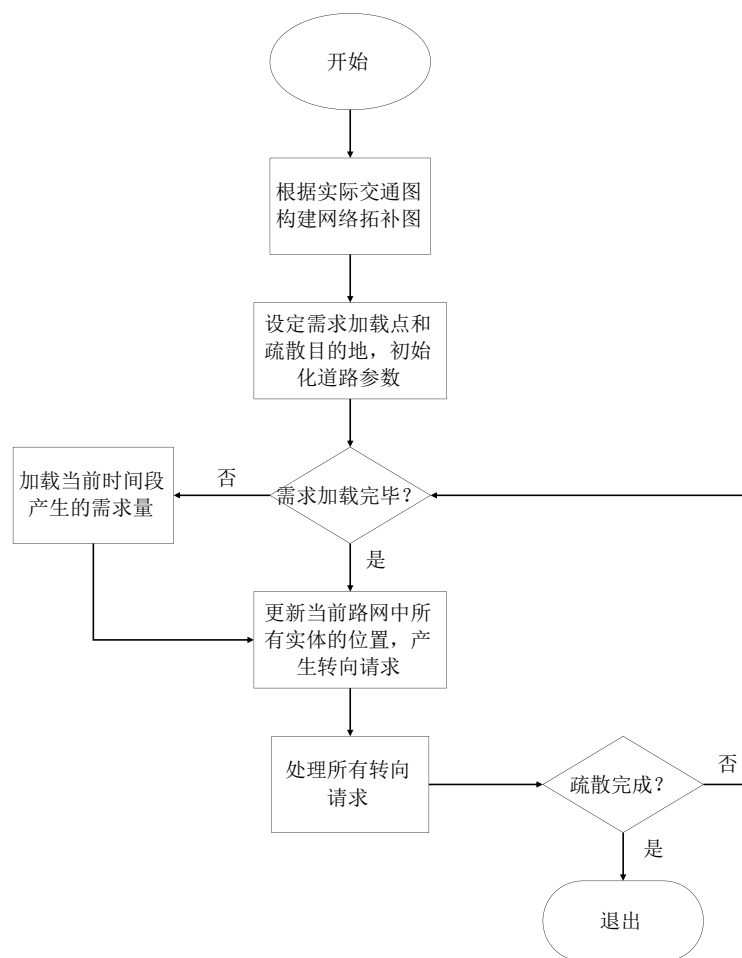 开始
根据实际交通图
构建网络拓补图
设定需求加载点和
疏散目的地，初始
化道路参数
加载当前时间段
产生的需求量
否
需求加载完毕？
是
更新当前路网中所
有实体的位置，产
生转向请求
处理所有转向
请求
疏散完成？
否
是
退出